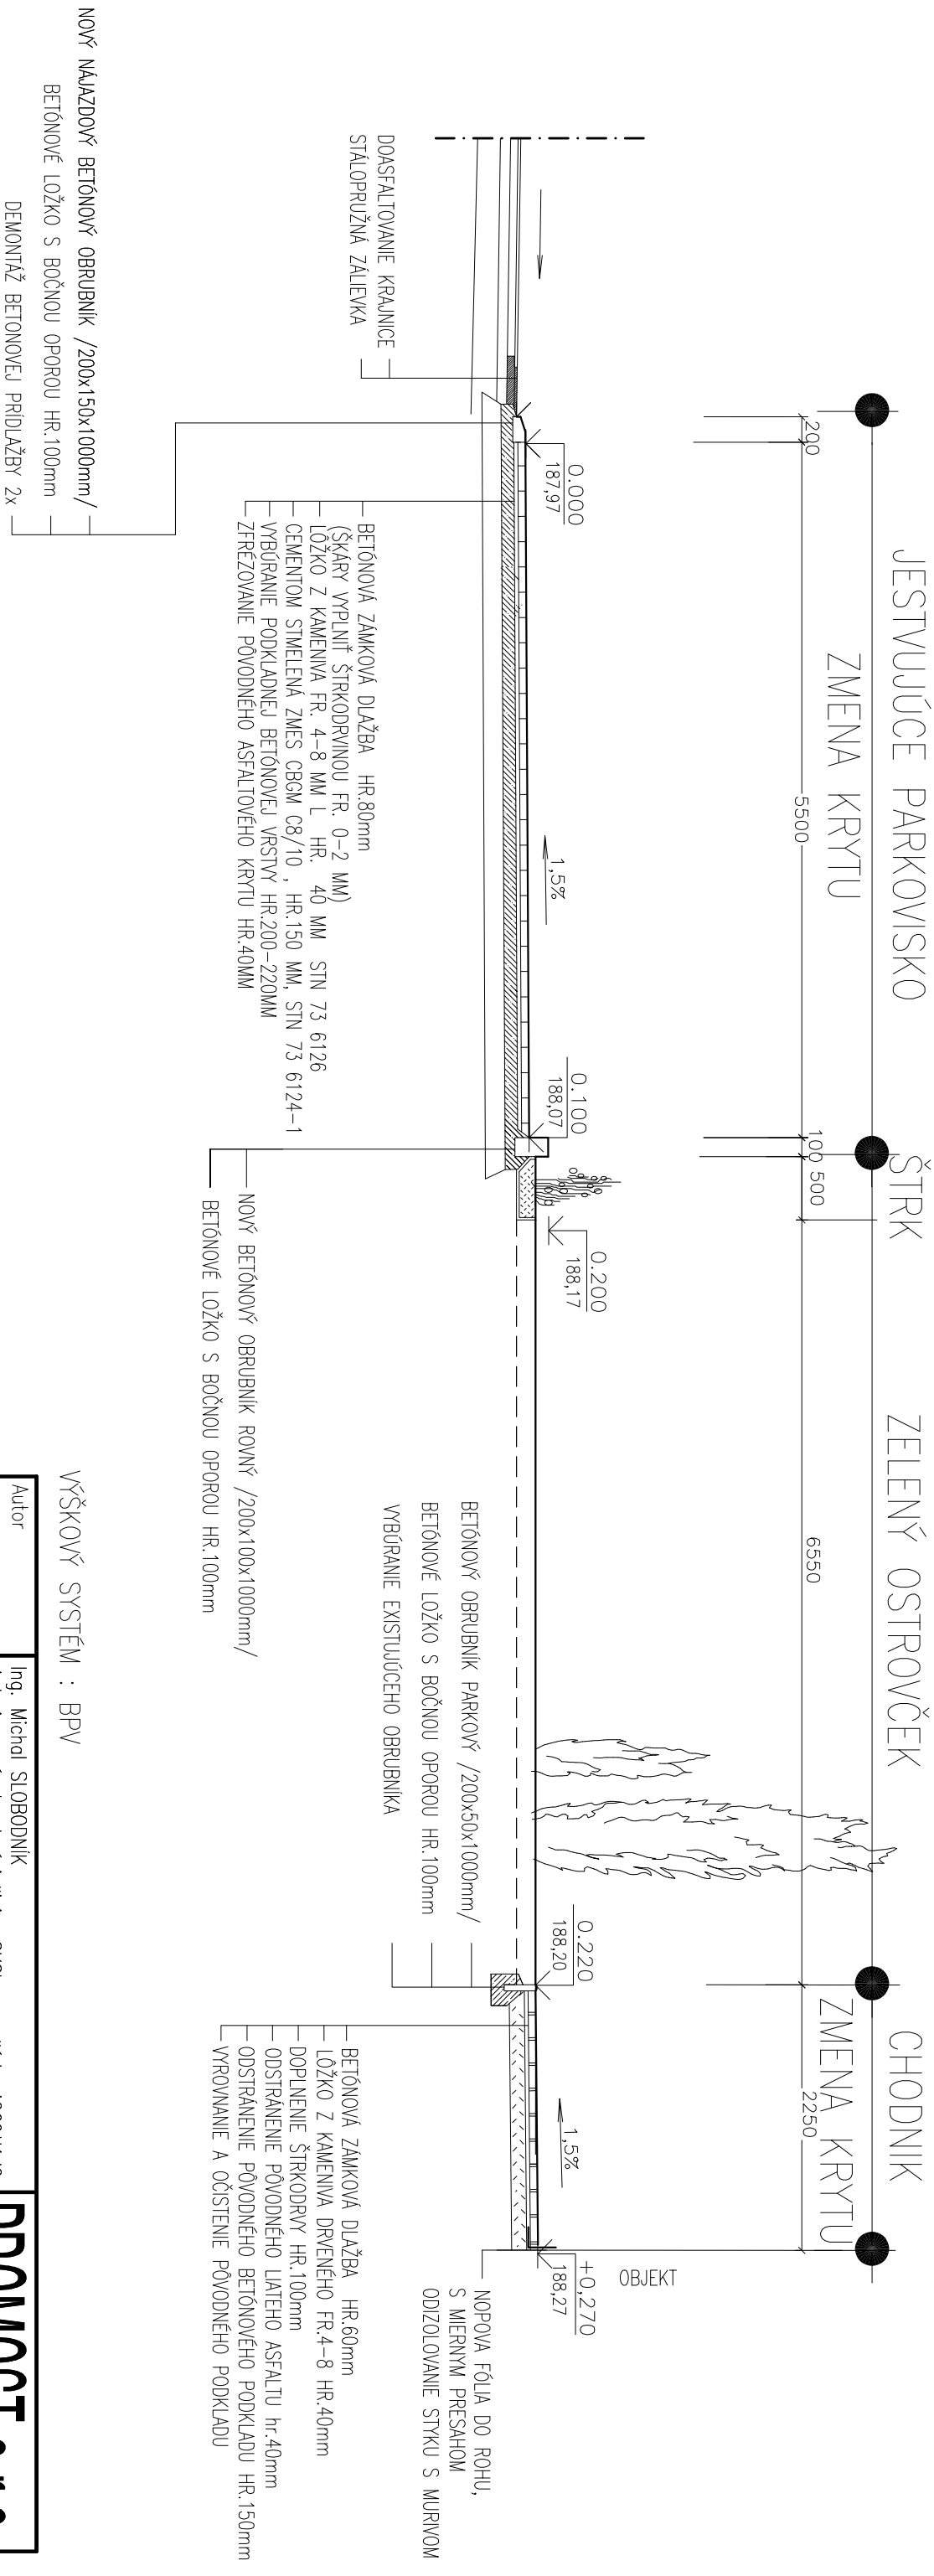 JESTVUJÚCE PARKOVISKO
ZMENA KRYTU
ŠTRK
ZELENÝ OSTROVČEK
CHODNIK
ZMENA KRYTU
200
5500
100
500
6550
2250
0.000
187,97
1,5%
0.100
188,07
0.200
188,17
0.220
188,20
1,5%
+0,270
188,27
OBJEKT
DOASFALTOVANIE KRAJNICE
STÁLOPRUŽNÁ ZÁLIEVKA
NOVÝ NÁJAZDOVÝ BETÓNOVÝ OBRUBNÍK /200x150x1000mm/
BETÓNOVÉ LOŽKO S BOČNOU OPOROU HR.100mm
DEMONTÁŽ BETONOVEJ PRÍDLAŽBY 2x
BETÓNOVÁ ZÁMKOVÁ DLAŽBA HR.80mm
(ŠKÁRY VYPLNIŤ ŠTRKODRVINOU FR. 0-2 MM)
LÔŽKO Z KAMENIVA FR. 4-8 MM L HR. 40 MM STN 73 6126
CEMENTOM STMELENÁ ZMES CBGM C8/10 , HR.150 MM, STN 73 6124-1
VYBÚRANIE PODKLADNEJ BETÓNOVEJ VRSTVY HR.200-220MM
ZFRÉZOVANIE PÔVODNÉHO ASFALTOVÉHO KRYTU HR.40MM
NOVÝ BETÓNOVÝ OBRUBNÍK ROVNÝ /200x100x1000mm/
BETÓNOVÉ LOŽKO S BOČNOU OPOROU HR.100mm
BETÓNOVÝ OBRUBNÍK PARKOVÝ /200x50x1000mm/
BETÓNOVÉ LOŽKO S BOČNOU OPOROU HR.100mm
VYBÚRANIE EXISTUJÚCEHO OBRUBNÍKA
NOPOVA FÓLIA DO ROHU,
S MIERNYM PRESAHOM
ODIZOLOVANIE STYKU S MURIVOM
BETÓNOVÁ ZÁMKOVÁ DLAŽBA HR.60mm
LÔŽKO Z KAMENIVA DRVENÉHO FR.4-8 HR.40mm
DOPLNENIE ŠTRKODRVY HR.100mm
ODSTRÁNENIE PÔVODNÉHO LIATEHO ASFALTU hr.40mm
ODSTRÁNENIE PÔVODNÉHO BETÓNOVÉHO PODKLADU HR.150mm
VYROVNANIE A OČISTENIE PÔVODNÉHO PODKLADU
VÝŠKOVÝ SYSTÉM : BPV
Autor
Ing. Michal SLOBODNÍK